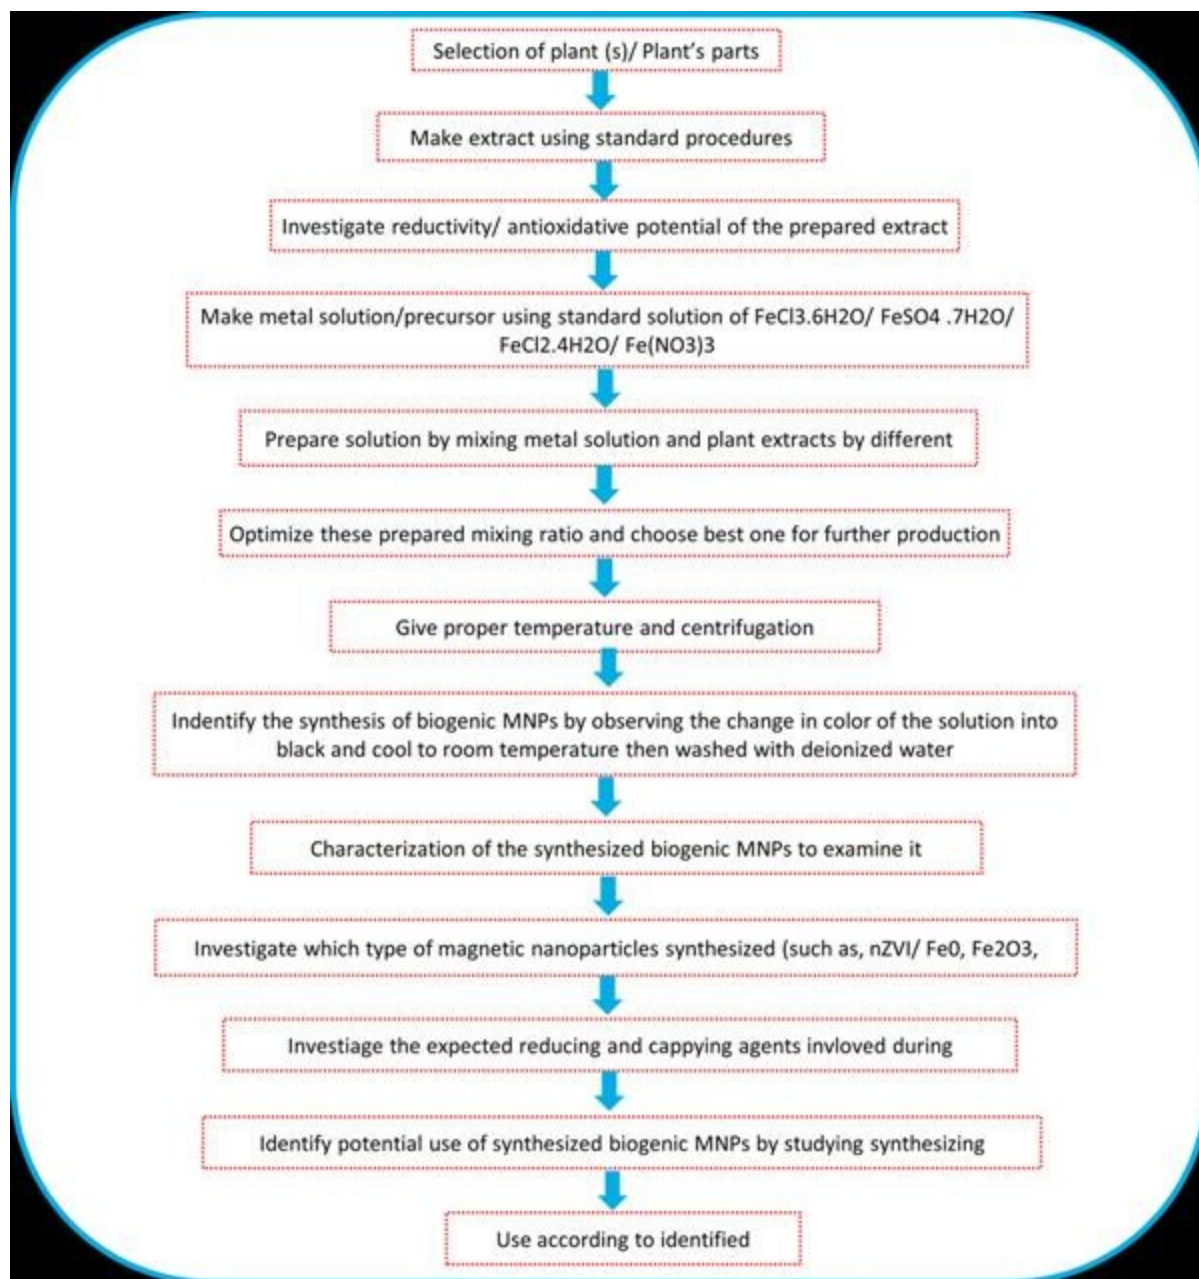 Selection of plant (s)/ Plant's parts
Make extract using standard procedures
Investigate reductivity/ antioxidative potential of the prepared extract
Make metal solution/precursor using standard solution of FeCl3.6H2O/ FeSO4 .7H2O/
FeCl2.4H2O/ Fe(NO3)3
Prepare solution by mixing metal solution and plant extracts by different
Optimize these prepared mixing ratio and choose best one for further production
Give proper temperature and centrifugation
Indentify the synthesis of biogenic MNPs by observing the change in color of the solution into
black and cool to room temperature then washed with deionized water
Characterization of the synthesized biogenic MNPs to examine it
Investigate which type of magnetic nanoparticles synthesized (such as, nZVI/ Fe0, Fe2O3,
Investiage the expected reducing and cappying agents invloved during
Identify potential use of synthesized biogenic MNPs by studying synthesizing
Use according to identified